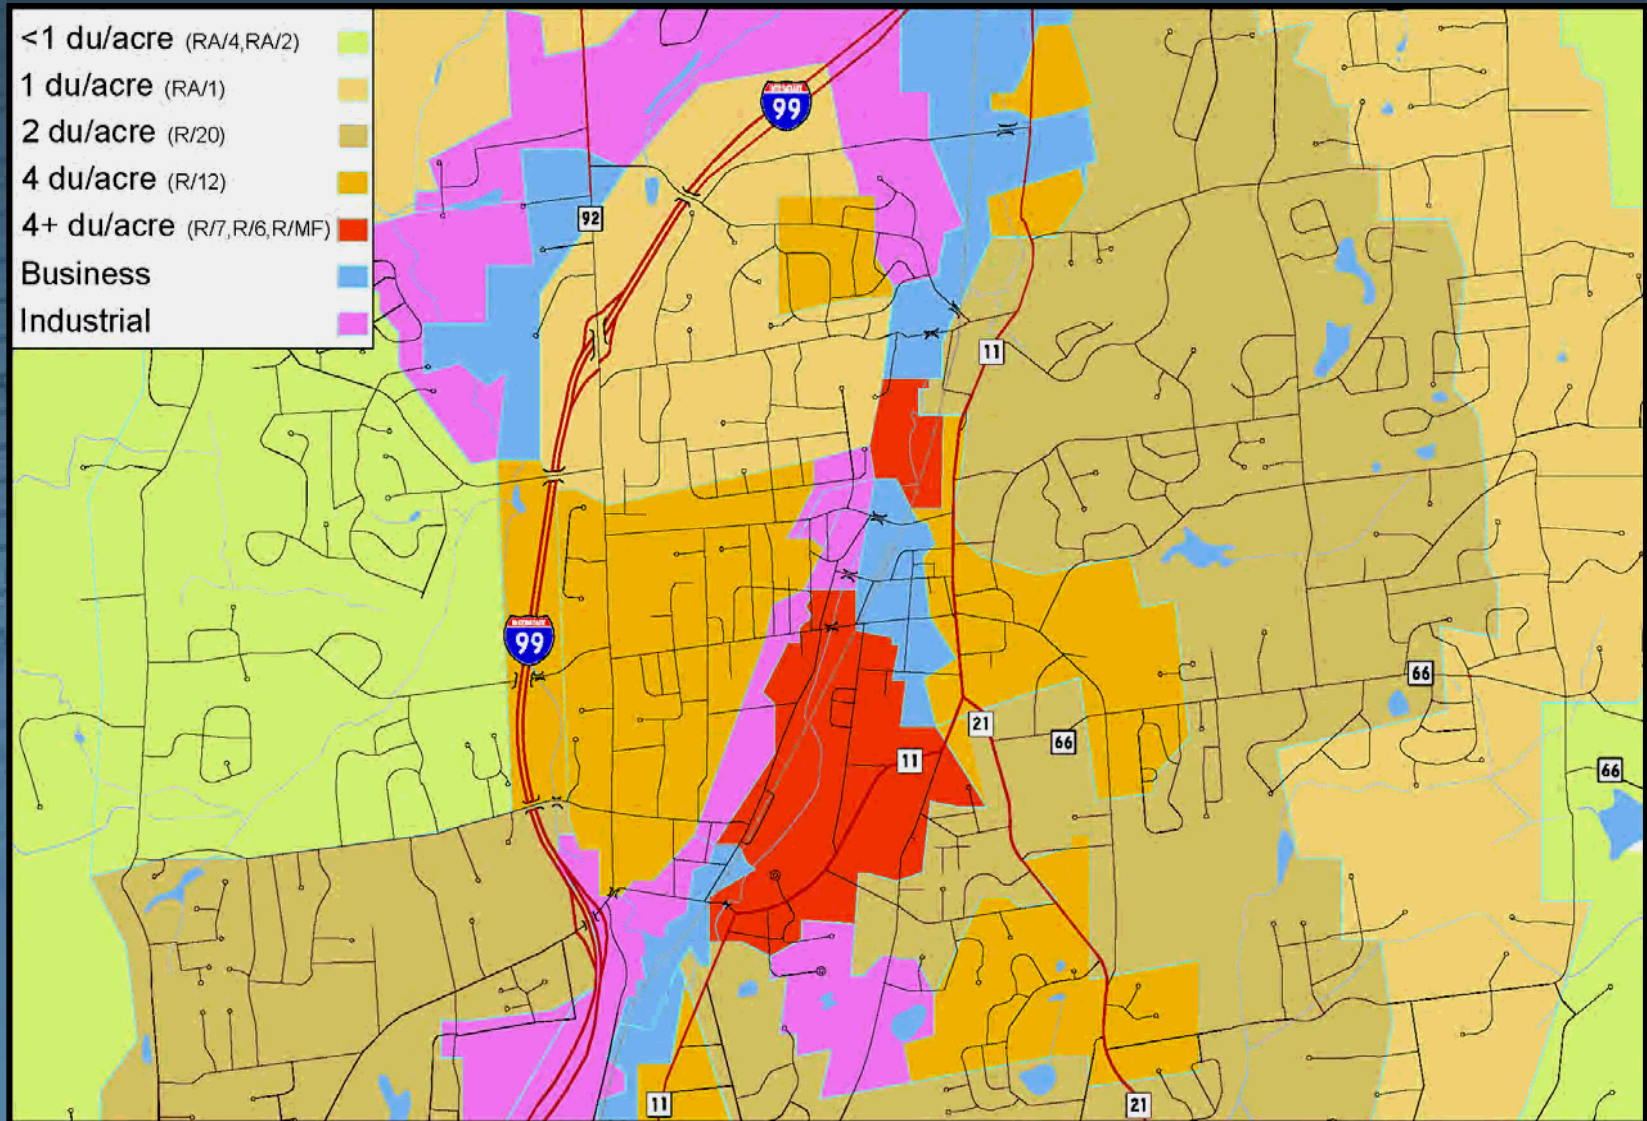 <1 du/acre (RA/4,RA/2)
1 du/acre (RA/1)
2 du/acre (R/20)
4 du/acre (R/12)
4+ du/acre (R/7,R/6,R/MF)
Business
Industrial
99
92
11
99
66
21
66
11
66
11
21